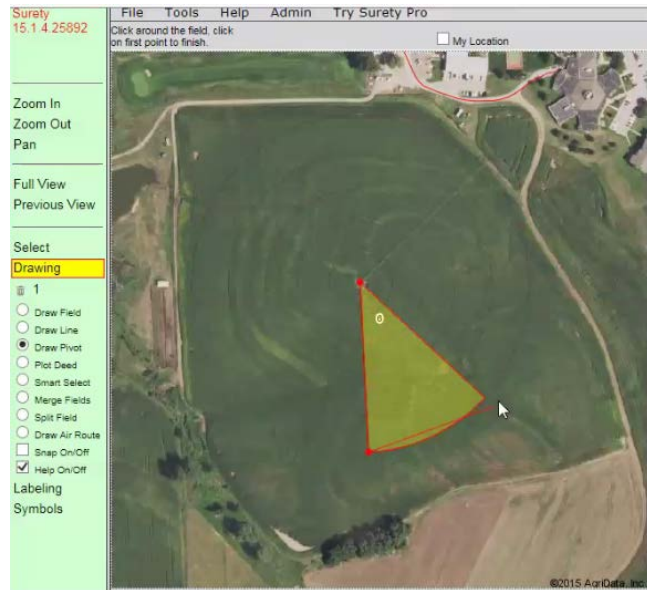 Surety
15.1.4.25892
File Tools Help Admin Try Surety Pro
Click around the field, click
on first point to finish.
My Location
Zoom In
Zoom Out
Pan
Full View
Previous View
Select
Drawing
1
Draw Field
Draw Line
Draw Pivot
Plot Deed
Smart Select
Merge Fields
Split Field
Draw Air Route
Snap On/Off
Help On/Off
Labeling
Symbols
0
©2015 AgriData, Inc.